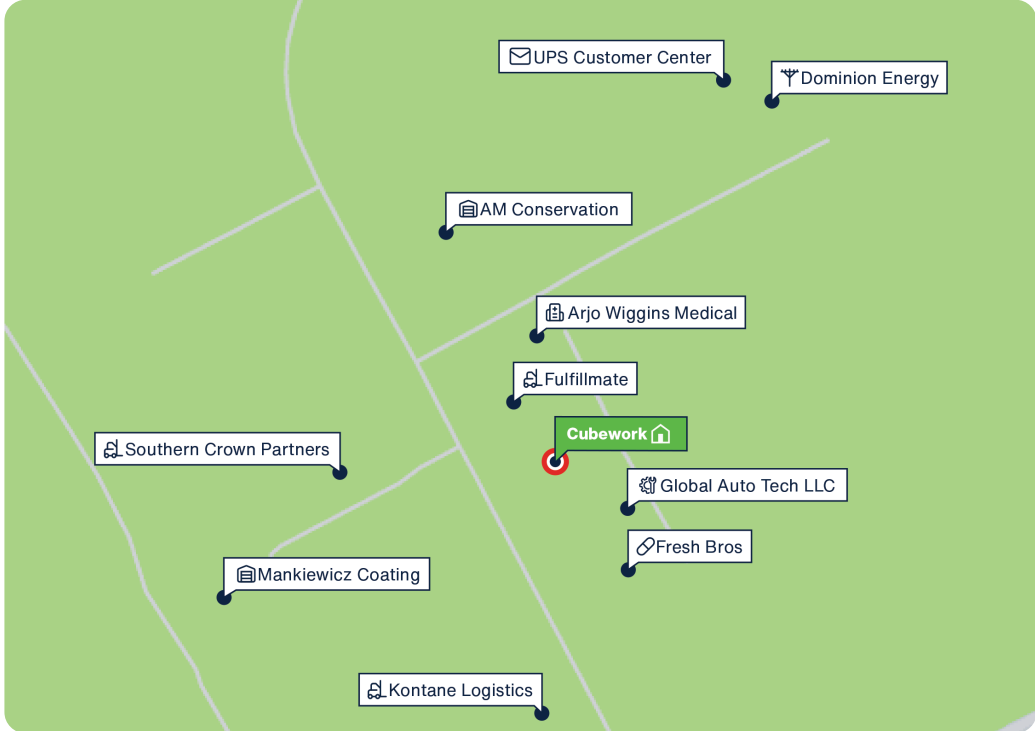 UPS Customer Center
Dominion Energy
AM Conservation
Arjo Wiggins Medical
Fulfillmate
Cubework
Southern Crown Partners
Global Auto Tech LLC
Fresh Bros
Mankiewicz Coating
Kontane Logistics